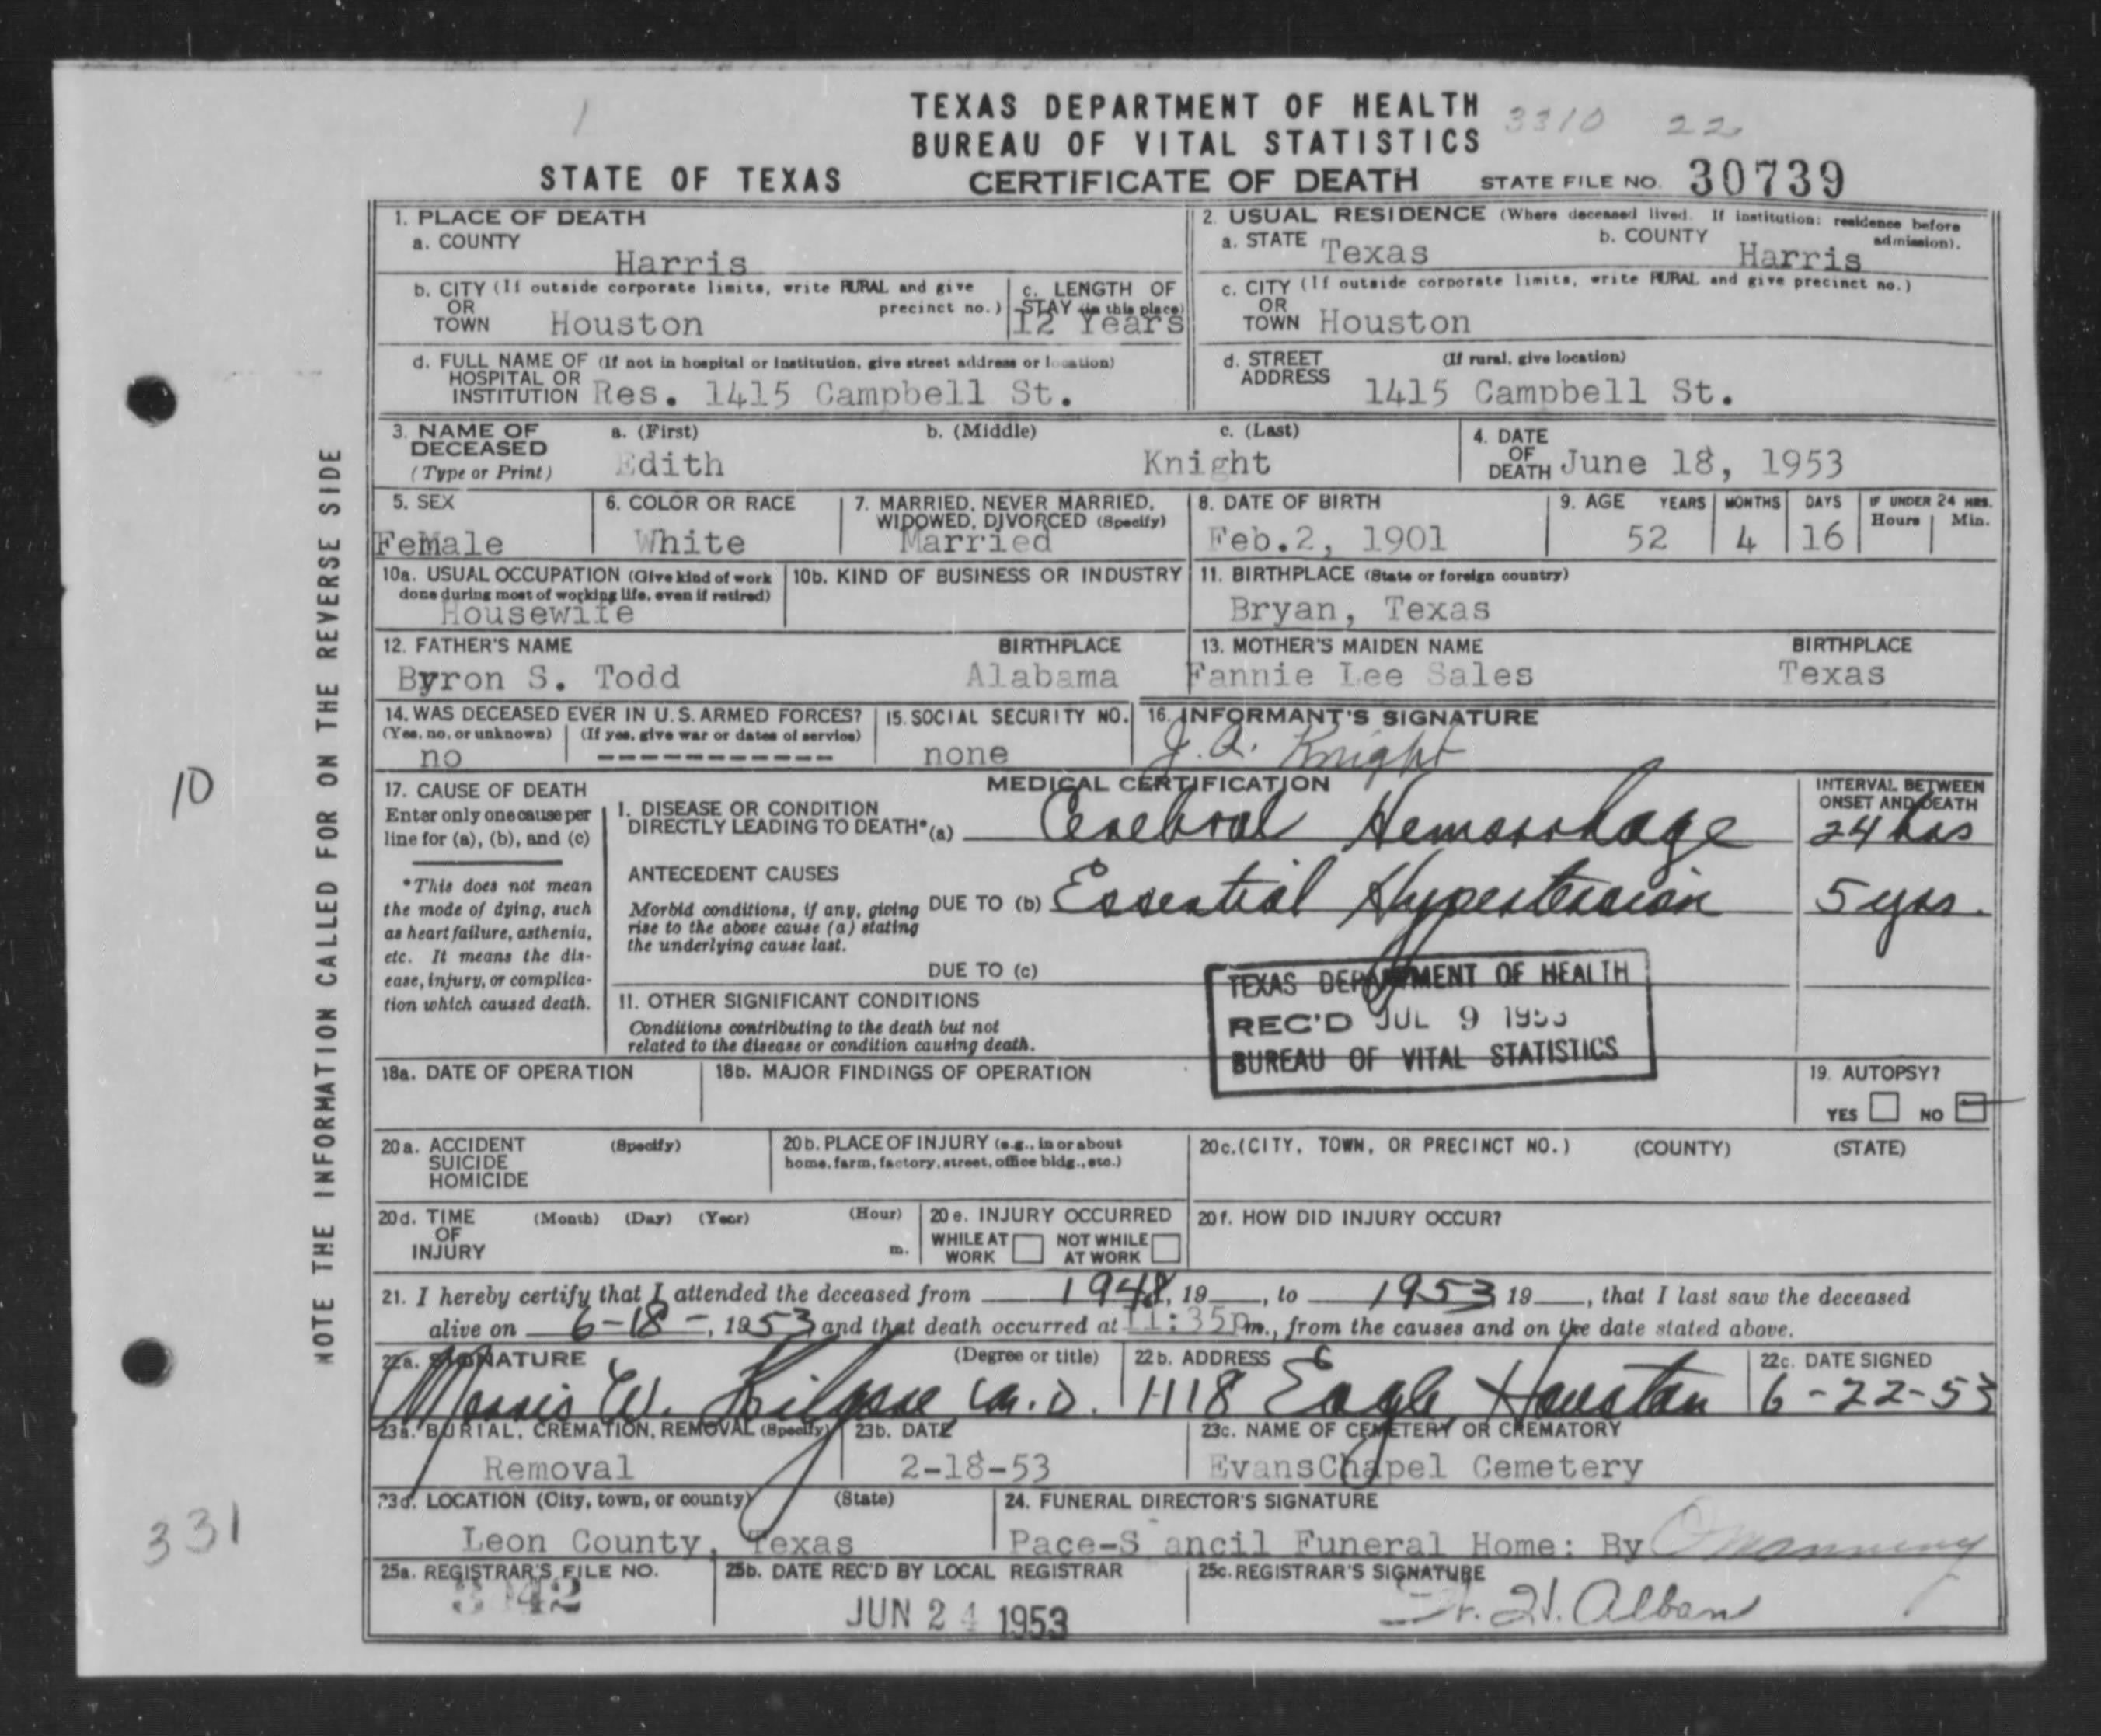 TEXAS DEPARTMENT OF HEALTH 3310 22
BUREAU OF VITAL STATISTICS
STATE OF TEXAS CERTIFICATE OF DEATH STATE FILE NO. 30739
1. PLACE OF DEATH
a. COUNTY
Harris
2. USUAL RESIDENCE (Where deceased lived. If institution: residence before admission).
a. STATE Texas b. COUNTY Harris
b. CITY (If outside corporate limits, write RURAL and give precinct no.)
OR
TOWN Houston
c. LENGTH OF
STAY (in this place)
12 Years
c. CITY (If outside corporate limits, write RURAL and give precinct no.)
OR
TOWN Houston
d. FULL NAME OF (If not in hospital or institution, give street address or location)
HOSPITAL OR
INSTITUTION Res. 1415 Campbell St.
d. STREET (If rural, give location)
ADDRESS 1415 Campbell St.
3. NAME OF a. (First) b. (Middle) c. (Last)
DECEASED
(Type or Print) Edith Knight
4. DATE
OF
DEATH June 18, 1953
5. SEX
FeMale
6. COLOR OR RACE
White
7. MARRIED, NEVER MARRIED,
WIDOWED, DIVORCED (Specify)
Married
8. DATE OF BIRTH
Feb.2, 1901
9. AGE YEARS MONTHS DAYS IF UNDER 24 HRS.
Hours Min.
52 4 16
10a. USUAL OCCUPATION (Give kind of work
done during most of working life, even if retired)
Housewife
10b. KIND OF BUSINESS OR INDUSTRY
11. BIRTHPLACE (State or foreign country)
Bryan, Texas
12. FATHER'S NAME BIRTHPLACE
Byron S. Todd Alabama
13. MOTHER'S MAIDEN NAME BIRTHPLACE
Fannie Lee Sales Texas
14. WAS DECEASED EVER IN U.S. ARMED FORCES?
(Yes, no, or unknown) (If yes, give war or dates of service)
no ------------
15. SOCIAL SECURITY NO.
none
16. INFORMANT'S SIGNATURE
J. A. Knight
17. CAUSE OF DEATH
Enter only one cause per
line for (a), (b), and (c)
*This does not mean
the mode of dying, such
as heart failure, asthenia,
etc. It means the dis-
ease, injury, or complica-
tion which caused death.
MEDICAL CERTIFICATION
INTERVAL BETWEEN
ONSET AND DEATH
I. DISEASE OR CONDITION
DIRECTLY LEADING TO DEATH* (a) Cerebral Hemorrhage 24 hrs
ANTECEDENT CAUSES
Morbid conditions, if any, giving
rise to the above cause (a) stating
the underlying cause last.
DUE TO (b) Essential Hypertension 5 yrs.
DUE TO (c)
II. OTHER SIGNIFICANT CONDITIONS
Conditions contributing to the death but not
related to the disease or condition causing death.
TEXAS DEPARTMENT OF HEALTH
REC'D JUL 9 1953
BUREAU OF VITAL STATISTICS
18a. DATE OF OPERATION
18b. MAJOR FINDINGS OF OPERATION
19. AUTOPSY?
YES NO
20a. ACCIDENT (Specify)
SUICIDE
HOMICIDE
20b. PLACE OF INJURY (e.g., in or about
home, farm, factory, street, office bldg., etc.)
20c. (CITY, TOWN, OR PRECINCT NO.) (COUNTY) (STATE)
20d. TIME (Month) (Day) (Year) (Hour)
OF
INJURY m.
20e. INJURY OCCURRED
WHILE AT WORK NOT WHILE AT WORK
20f. HOW DID INJURY OCCUR?
21. I hereby certify that I attended the deceased from 1948, 19__, to 1953 19__, that I last saw the deceased
alive on 6-18-, 1953 and that death occurred at 11:35Pm., from the causes and on the date stated above.
22a. SIGNATURE (Degree or title)
Morris W. Kilgore M.D.
22b. ADDRESS
1118 Eagle, Houston
22c. DATE SIGNED
6-22-53
23a. BURIAL, CREMATION, REMOVAL (Specify)
Removal
23b. DATE
2-18-53
23c. NAME OF CEMETERY OR CREMATORY
EvansChapel Cemetery
23d. LOCATION (City, town, or county) (State)
Leon County, Texas
24. FUNERAL DIRECTOR'S SIGNATURE
Pace-S ancil Funeral Home: By
25a. REGISTRAR'S FILE NO.
25b. DATE REC'D BY LOCAL REGISTRAR
JUN 24 1953
25c. REGISTRAR'S SIGNATURE
W. H. Alban
NOTE THE INFORMATION CALLED FOR ON THE REVERSE SIDE
10
331